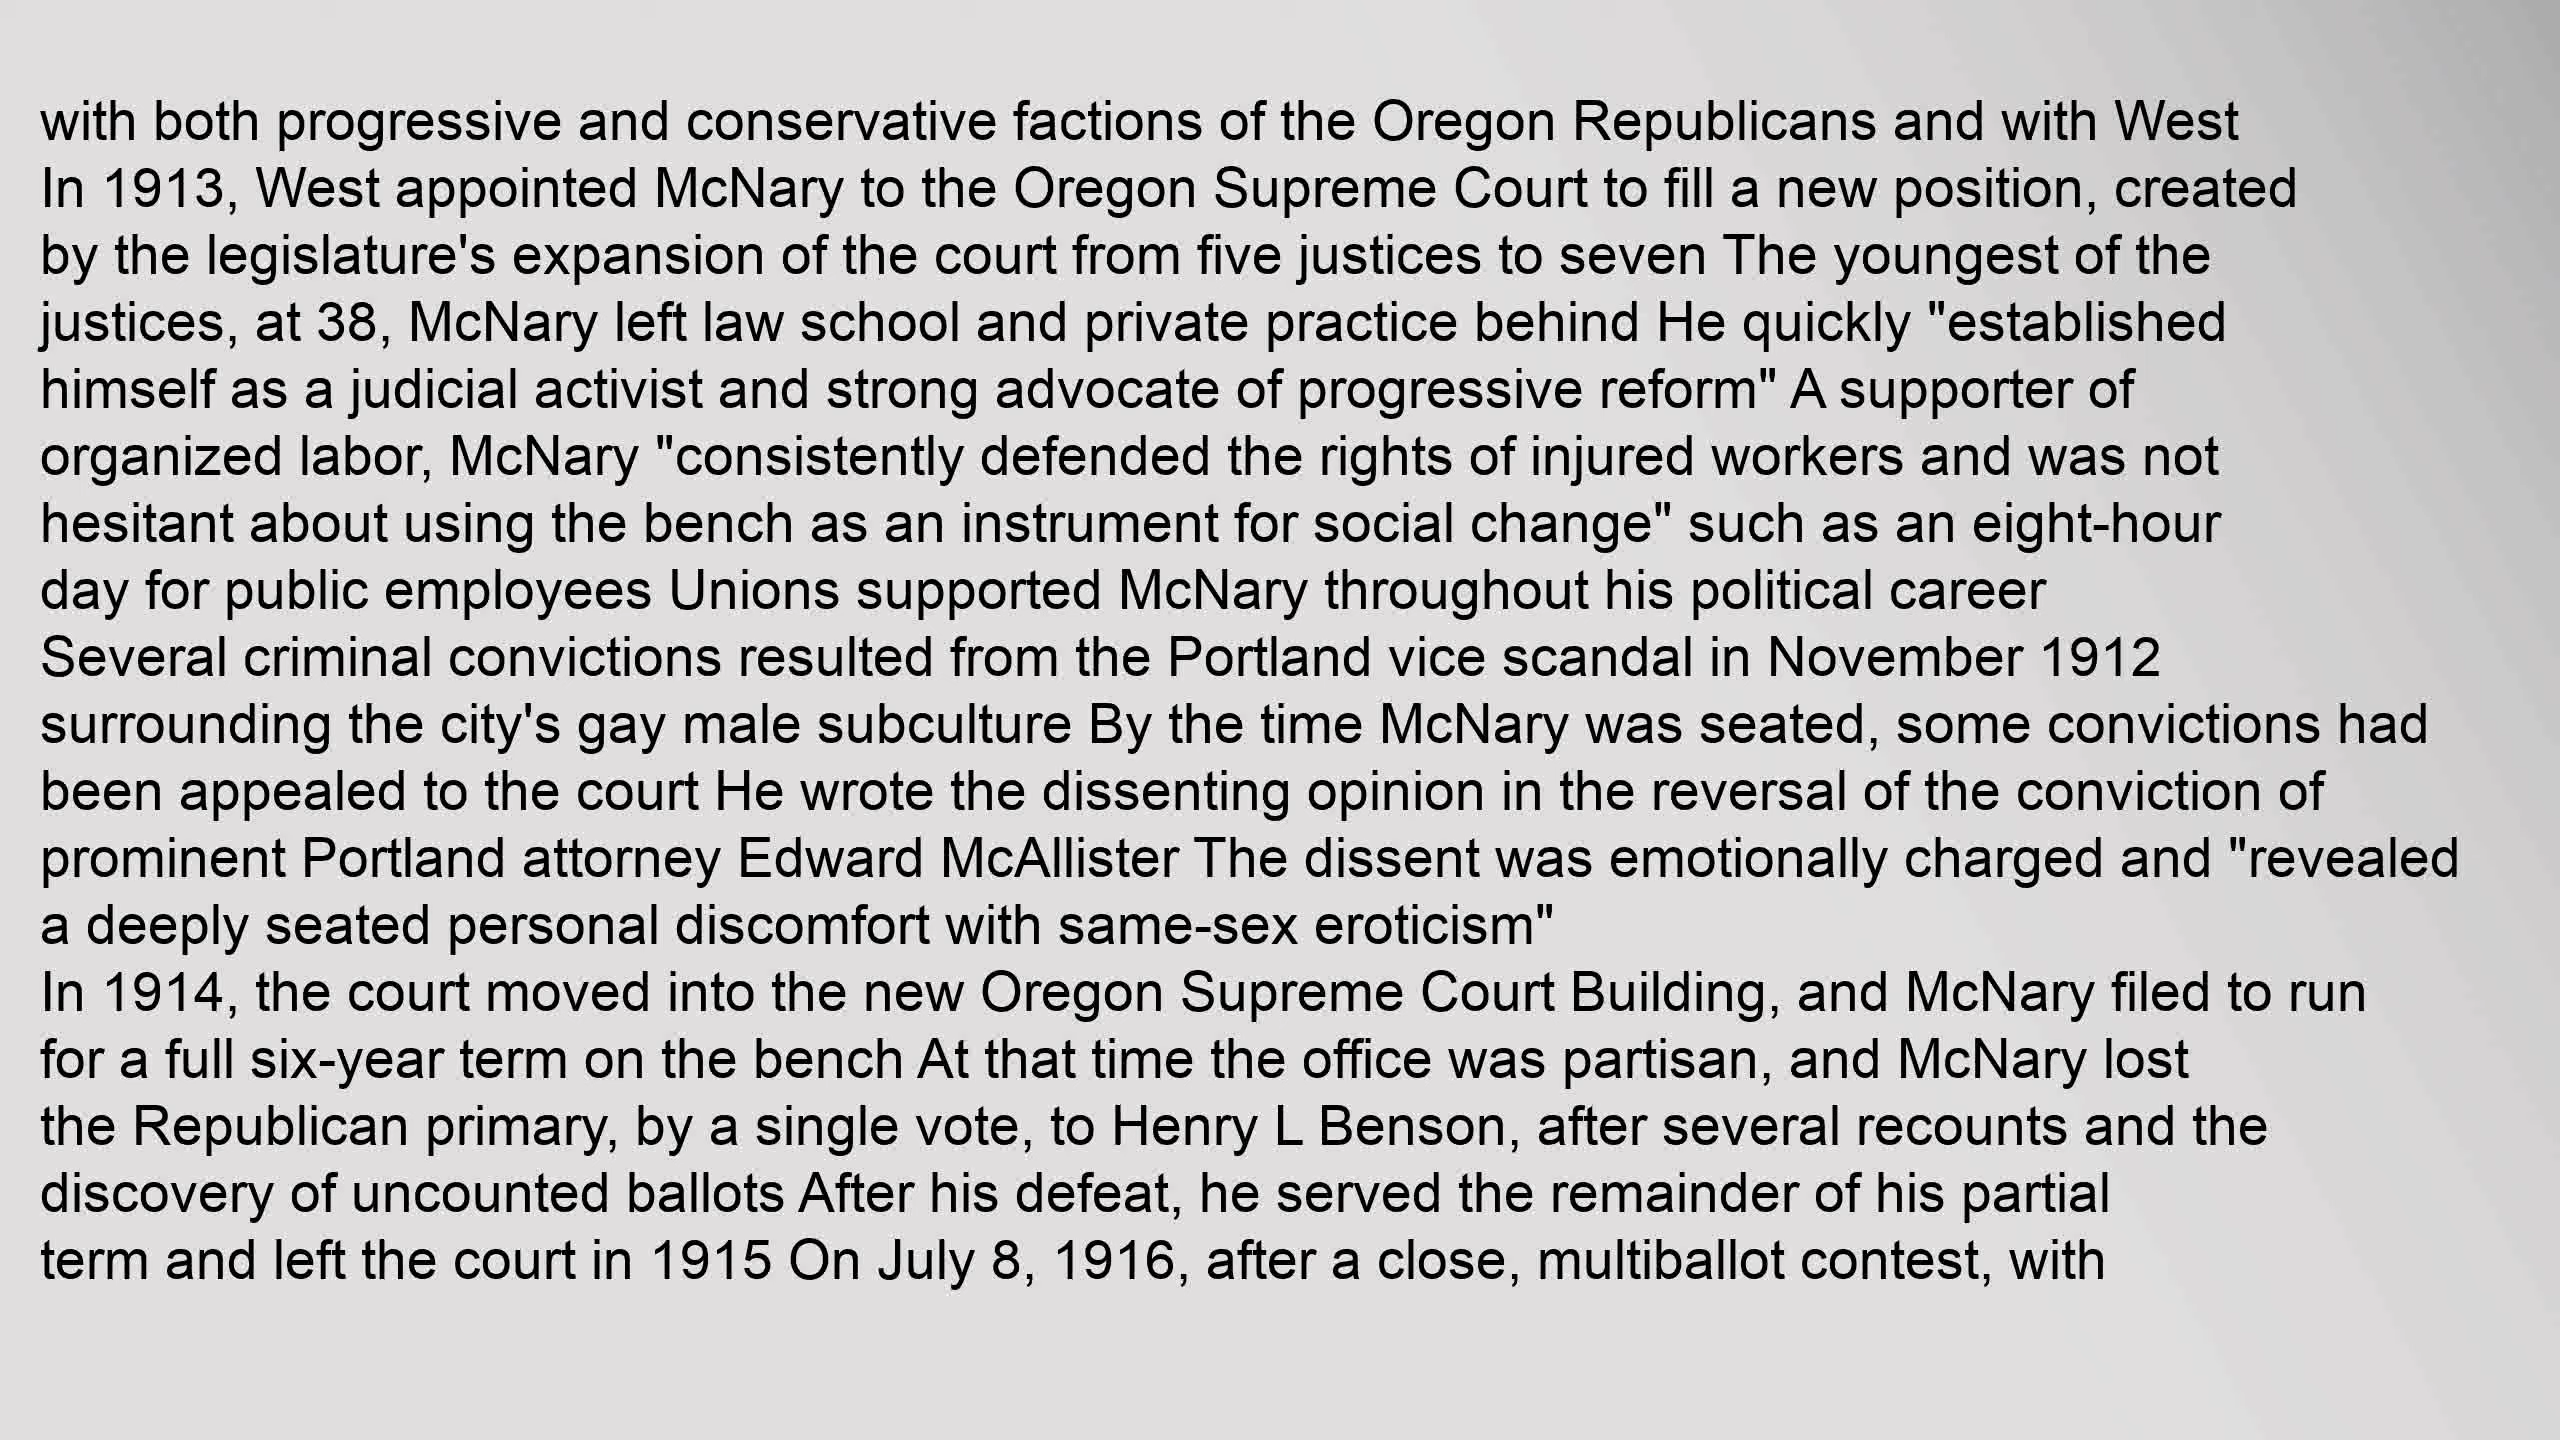 with both progressive and conservative factions of the Oregon Republicans and with West
In 1913, West appointed McNary to the Oregon Supreme Court to fill a new position, created
by the legislature's expansion of the court from five justices to seven The youngest of the
justices, at 38, McNary left law school and private practice behind He quickly "established
himself as a judicial activist and strong advocate of progressive reform" A supporter of
organized labor, McNary "consistently defended the rights of injured workers and was not
hesitant about using the bench as an instrument for social change" such as an eight-hour
day for public employees Unions supported McNary throughout his political career
Several criminal convictions resulted from the Portland vice scandal in November 1912
surrounding the city's gay male subculture By the time McNary was seated, some convictions had
been appealed to the court He wrote the dissenting opinion in the reversal of the conviction of
prominent Portland attorney Edward McAllister The dissent was emotionally charged and "revealed
a deeply seated personal discomfort with same-sex eroticism"
In 1914, the court moved into the new Oregon Supreme Court Building, and McNary filed to run
for a full six-year term on the bench At that time the office was partisan, and McNary lost
the Republican primary, by a single vote, to Henry L Benson, after several recounts and the
discovery of uncounted ballots After his defeat, he served the remainder of his partial
term and left the court in 1915 On July 8, 1916, after a close, multiballot contest, with